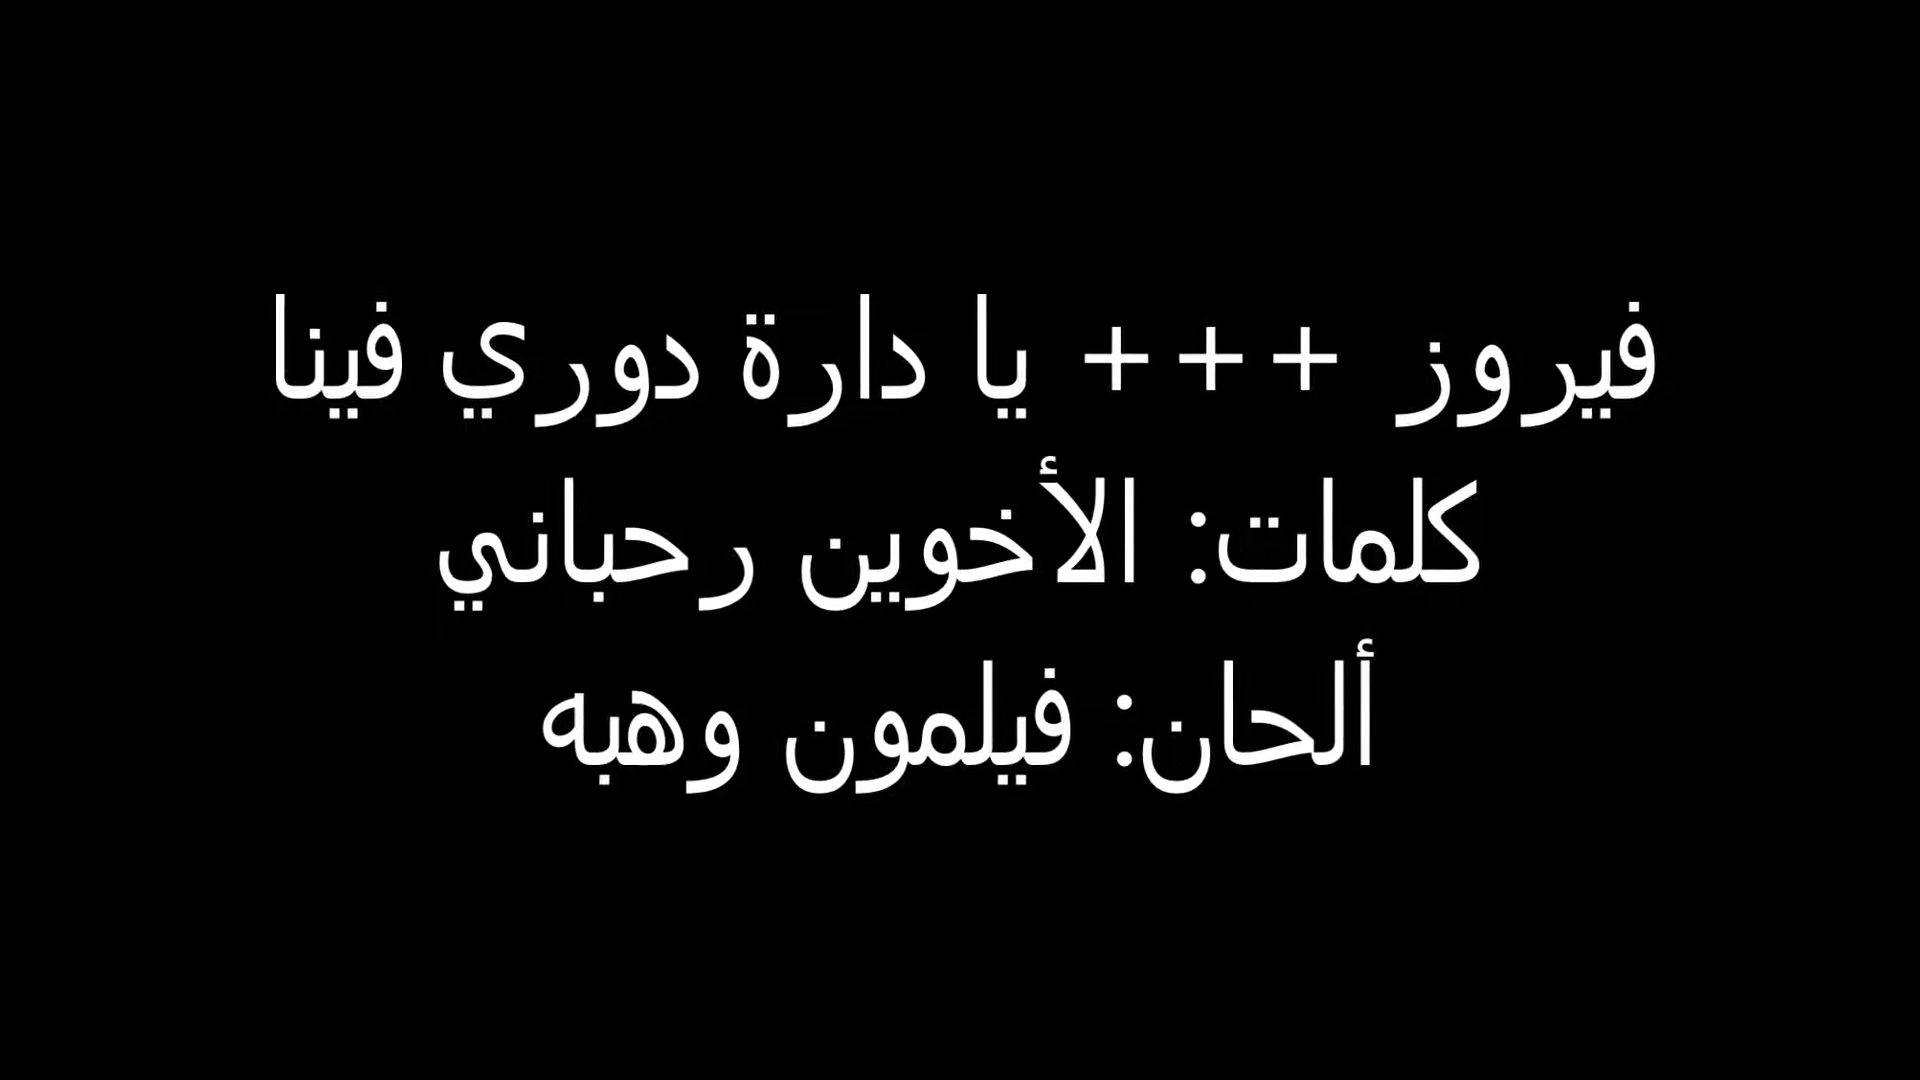 فيروز +++ يا دارة دوري فينا
كلمات: الأخوين رحباني
ألحان: فيلمون وهبه